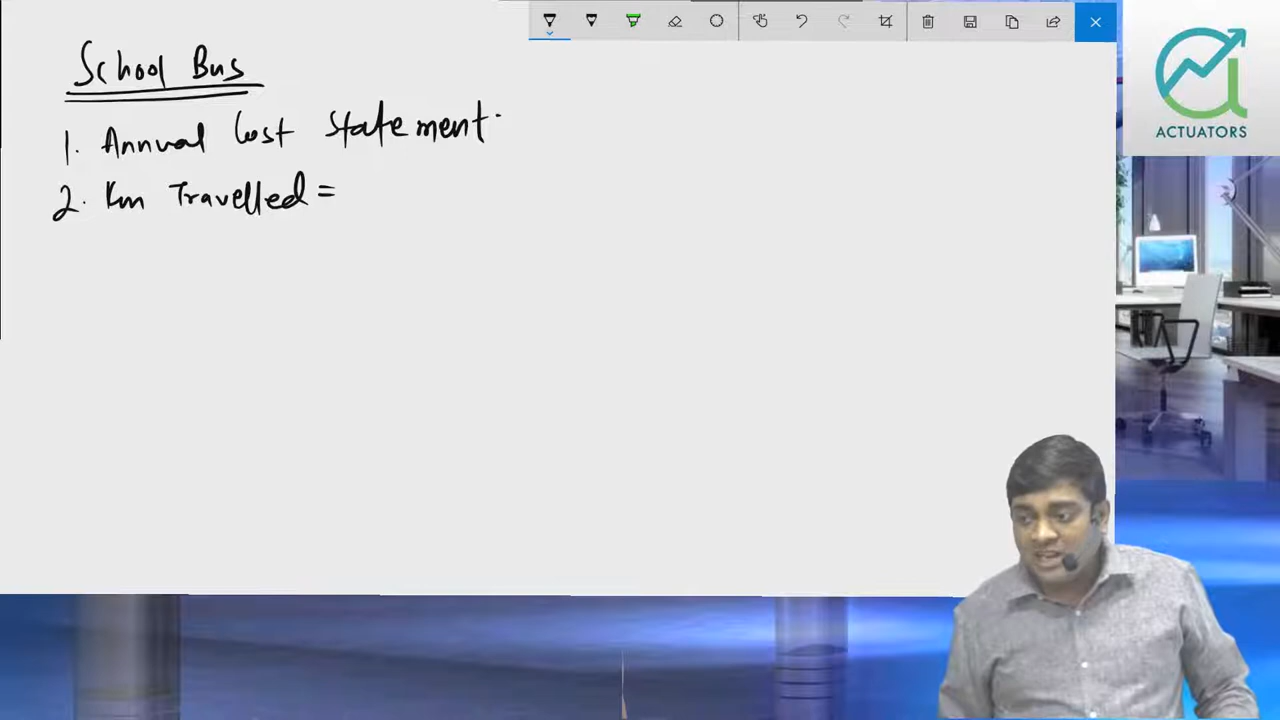 School Bus
1. Annual Cost Statement.
2. Km Travelled =
ACTUATORS